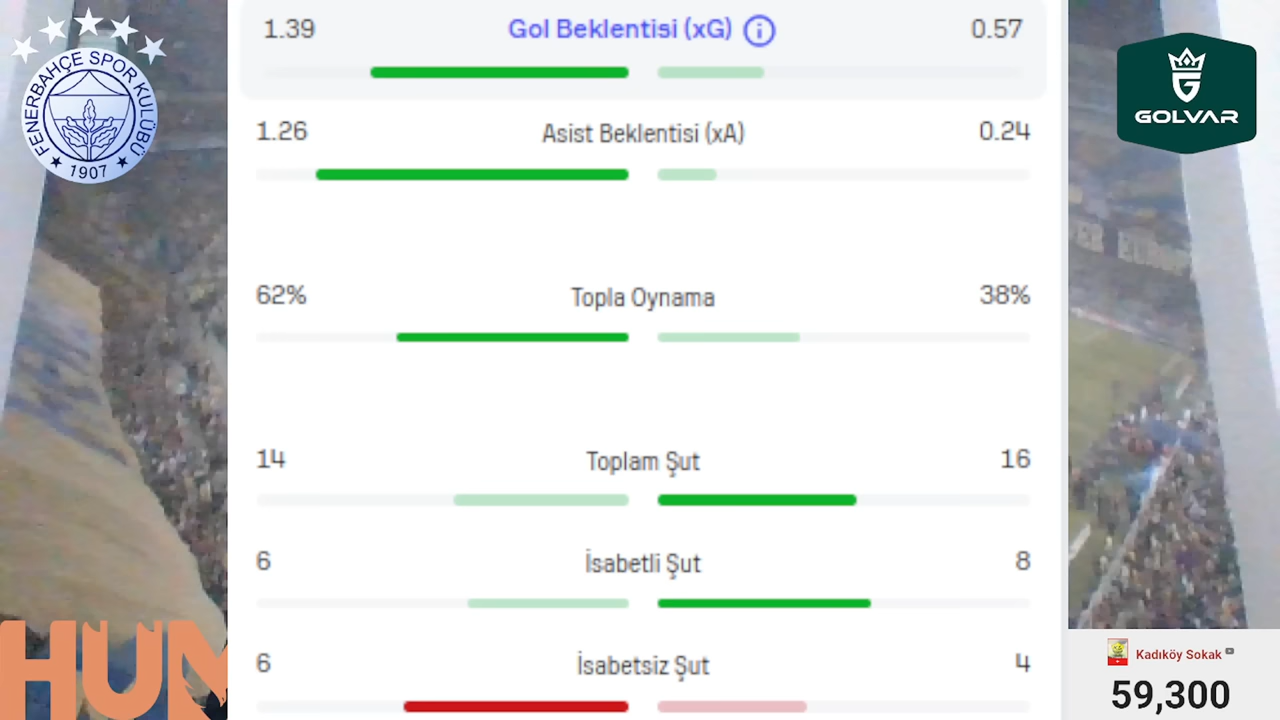 FENERBAHÇE SPOR KULÜBÜ
1907
1.39 Gol Beklentisi (xG) 0.57
1.26 Asist Beklentisi (xA) 0.24
62% Topla Oynama 38%
14 Toplam Şut 16
6 İsabetli Şut 8
6 İsabetsiz Şut 4
G
GOLVAR
HUN
Kadıköy Sokak
59,300